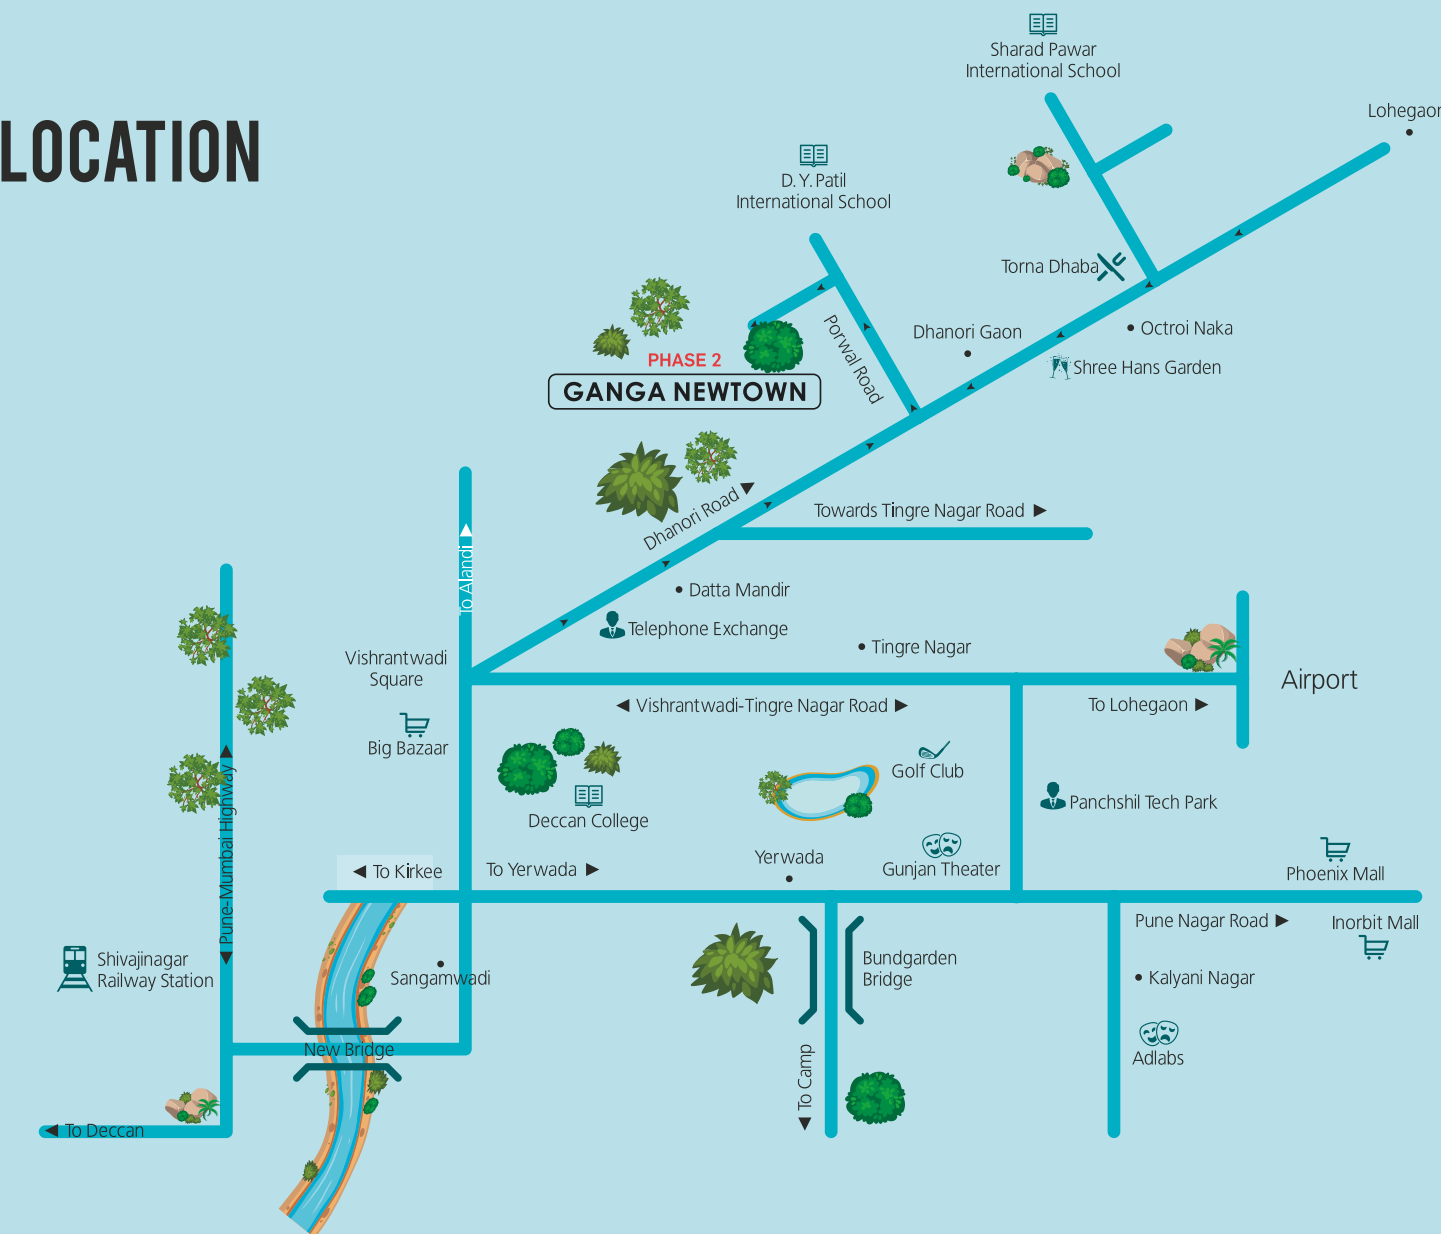 LOCATION
Sharad Pawar
International School
Lohegaon
D. Y. Patil
International School
Torna Dhaba
Octroi Naka
Dhanori Gaon
Shree Hans Garden
Porwal Road
PHASE 2
GANGA NEWTOWN
Dhanori Road
Towards Tingre Nagar Road
To Alandi
Datta Mandir
Telephone Exchange
Tingre Nagar
Vishrantwadi
Square
Airport
Vishrantwadi-Tingre Nagar Road
To Lohegaon
Big Bazaar
Golf Club
Deccan College
Panchshil Tech Park
Pune-Mumbai Highway
To Kirkee
To Yerwada
Yerwada
Gunjan Theater
Phoenix Mall
Pune Nagar Road
Inorbit Mall
Shivajinagar
Railway Station
Sangamwadi
Bundgarden
Bridge
Kalyani Nagar
New Bridge
Adlabs
To Camp
To Deccan